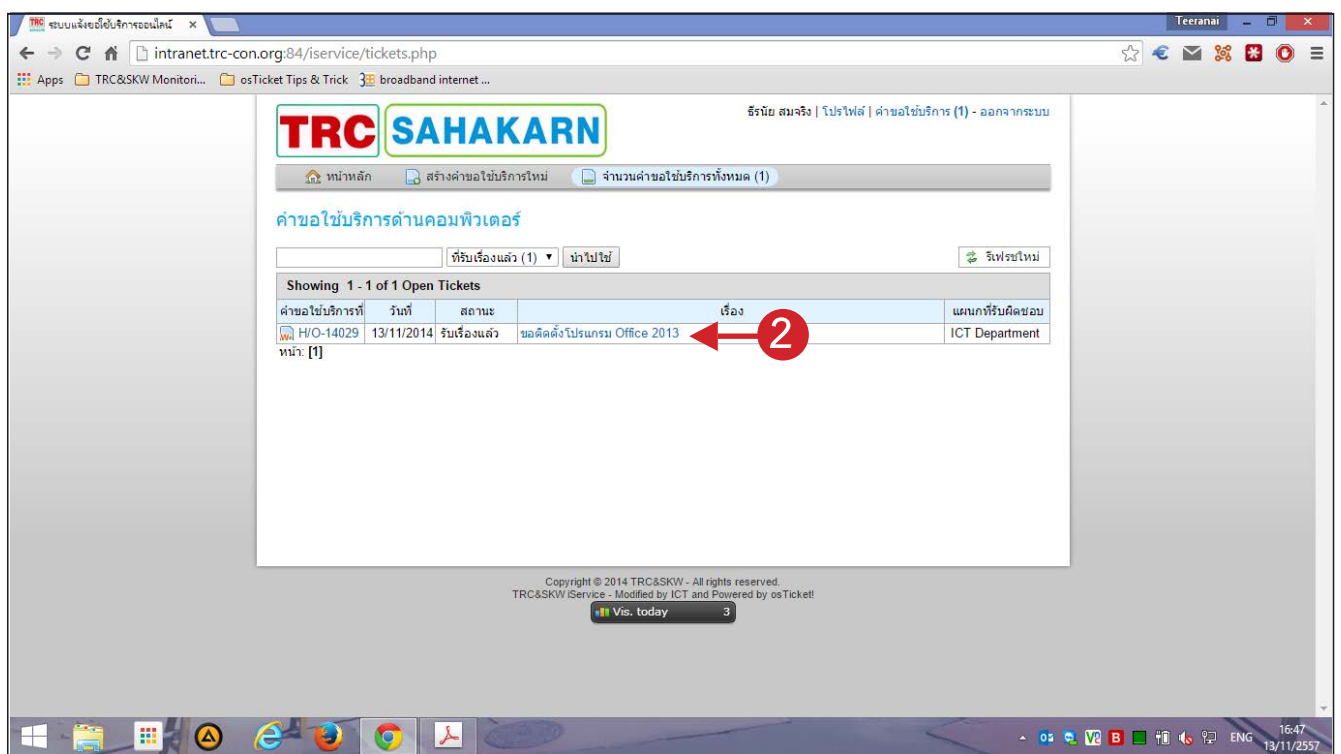 TRC ระบบแจ้งขอใช้บริการออนไลน์ ×
Teeranai
intranet.trc-con.org:84/iservice/tickets.php
Apps TRC&SKW Monitori... osTicket Tips & Trick broadband internet ...
TRC SAHAKARN
ธีรนัย สมจริง | โปรไฟล์ | คำขอใช้บริการ (1) - ออกจากระบบ
หน้าหลัก สร้างคำขอใช้บริการใหม่ จำนวนคำขอใช้บริการทั้งหมด (1)
คำขอใช้บริการด้านคอมพิวเตอร์
ที่รับเรื่องแล้ว (1) ▼ นำไปใช้ รีเฟรชใหม่
Showing 1 - 1 of 1 Open Tickets
คำขอใช้บริการที่ วันที่ สถานะ เรื่อง แผนกที่รับผิดชอบ
H/O-14029 13/11/2014 รับเรื่องแล้ว ขอติดตั้งโปรแกรม Office 2013 ICT Department
2
หน้า: [1]
Copyright © 2014 TRC&SKW - All rights reserved.
TRC&SKW iService - Modified by ICT and Powered by osTicket!
Vis. today 3
ENG 16:47
13/11/2557